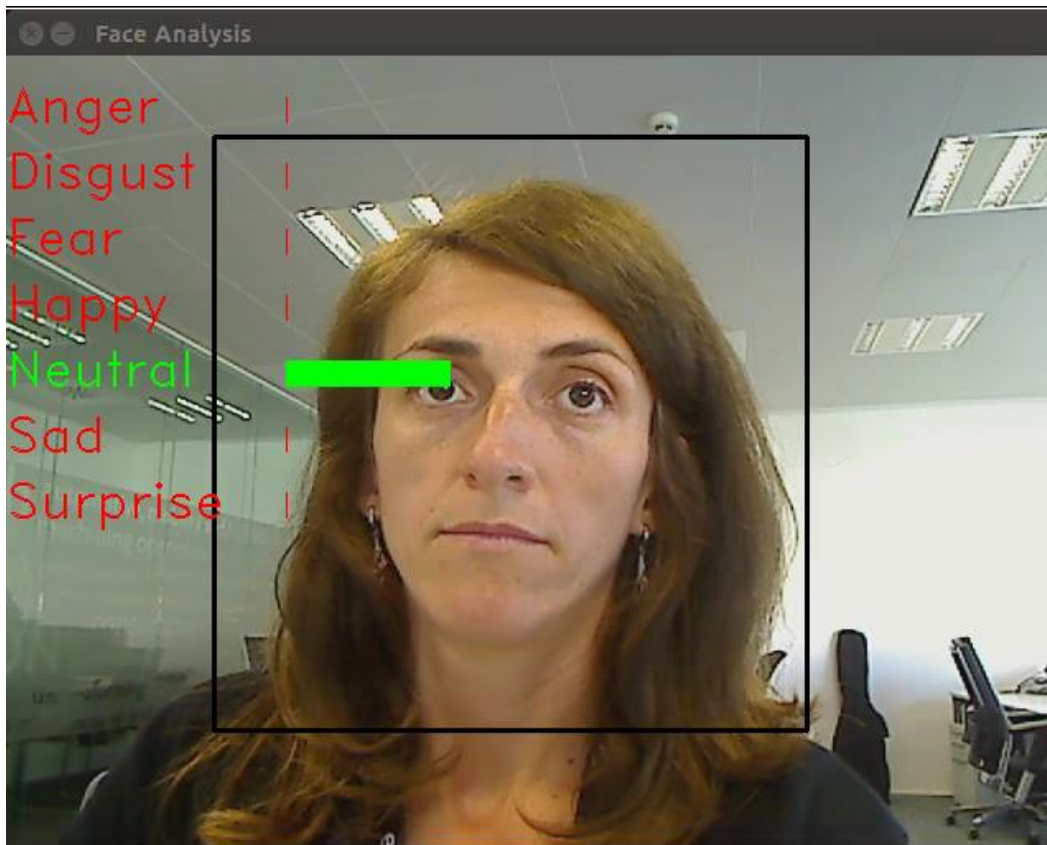 Face Analysis
Anger
Disgust
Fear
Happy
Neutral
Sad
Surprise